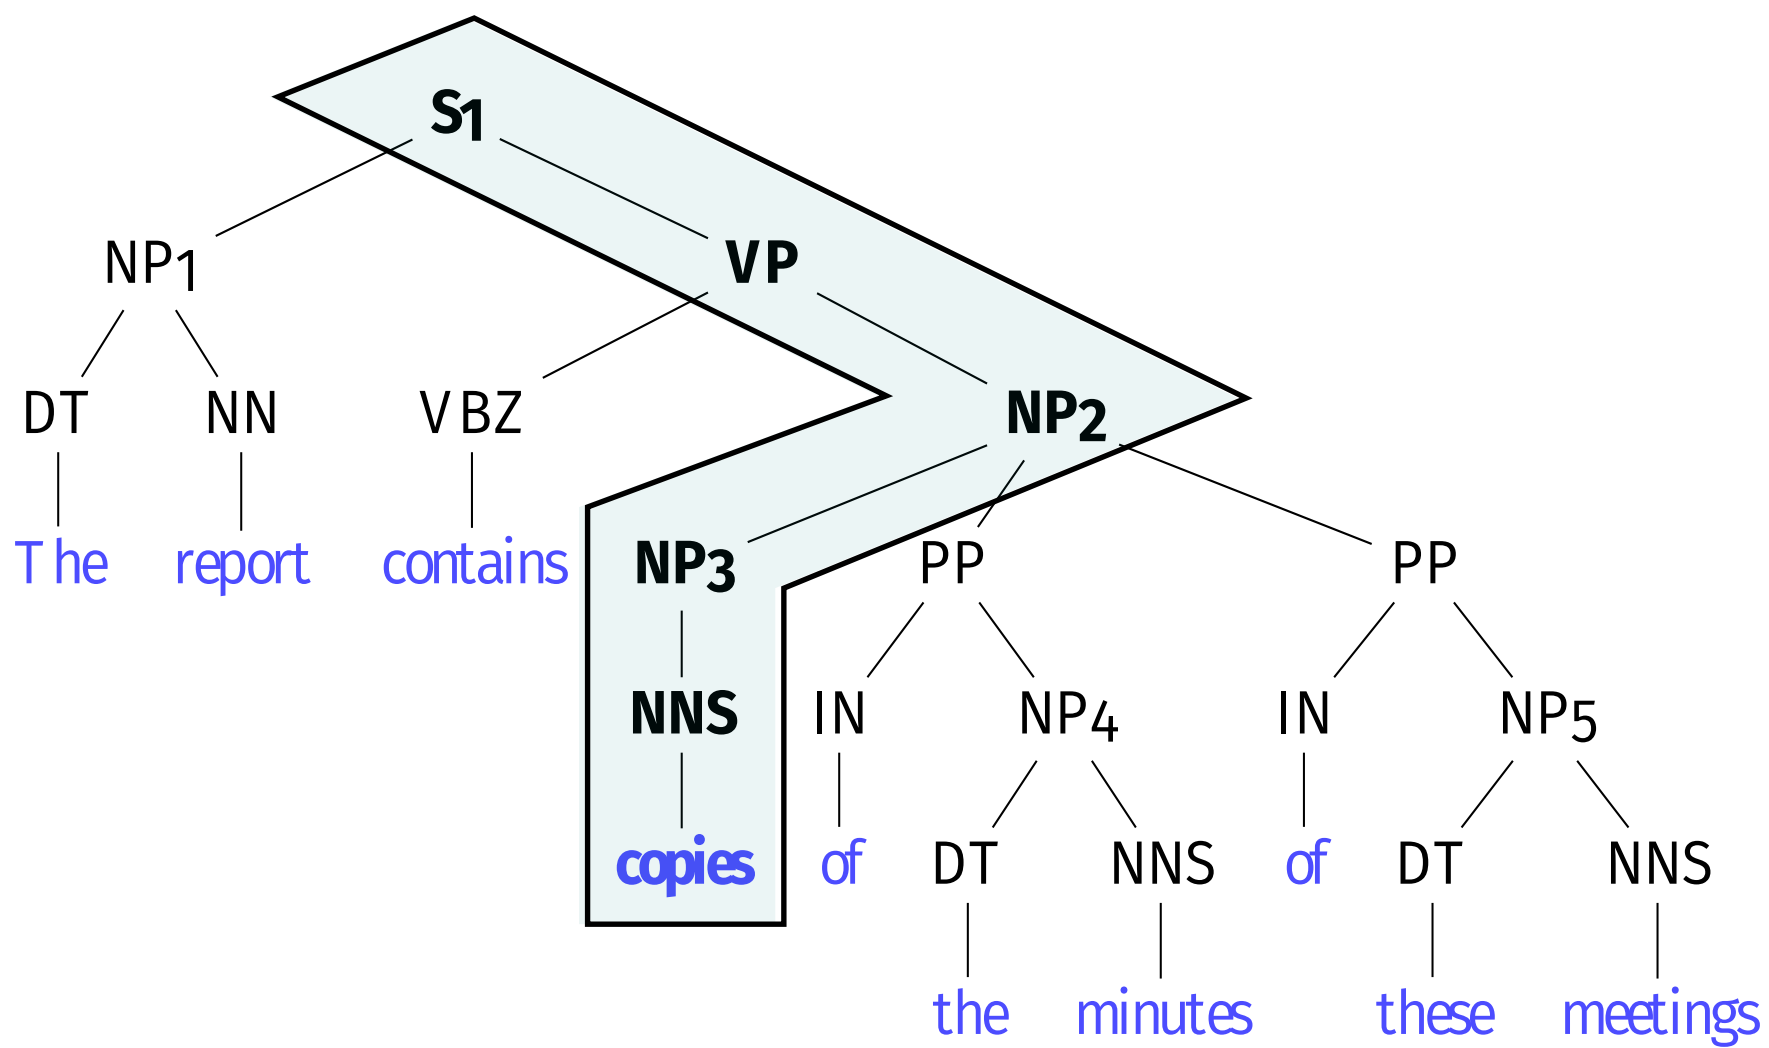 S1
NP1 VP
DT NN VBZ NP2
The report contains NP3 PP PP
NNS IN NP4 IN NP5
copies of DT NNS of DT NNS
the minutes these meetings